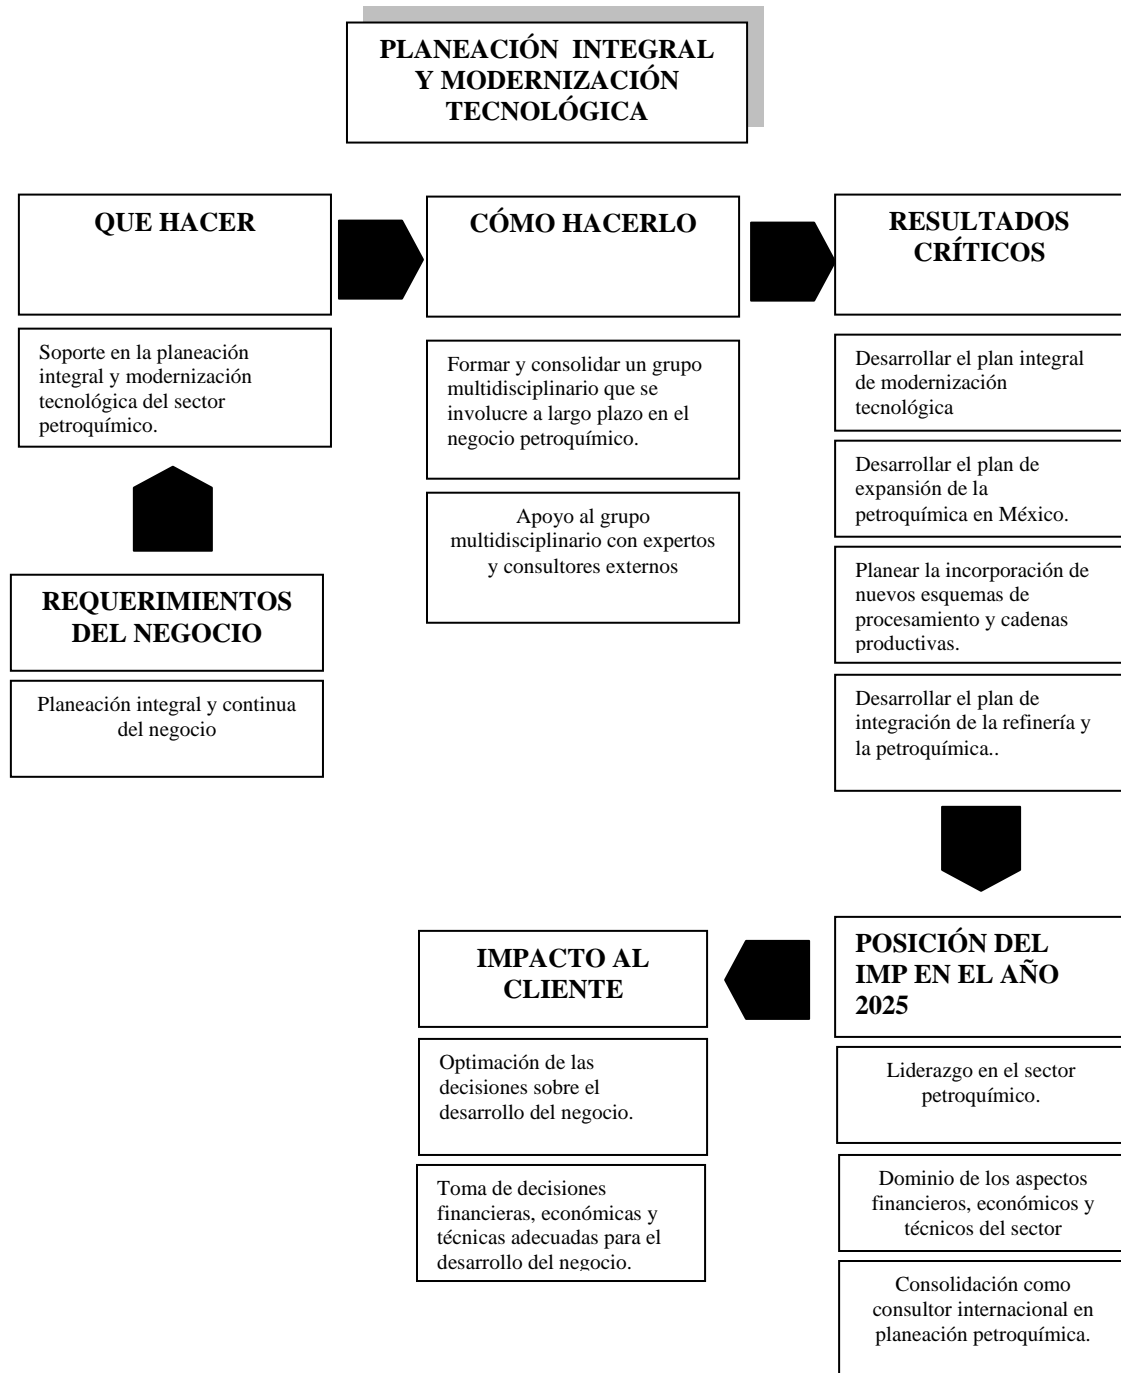 PLANEACIÓN INTEGRAL
Y MODERNIZACIÓN
TECNOLÓGICA
QUE HACER
Soporte en la planeación
integral y modernización
tecnológica del sector
petroquímico.
REQUERIMIENTOS
DEL NEGOCIO
Planeación integral y continua
del negocio
CÓMO HACERLO
Formar y consolidar un grupo
multidisciplinario que se
involucre a largo plazo en el
negocio petroquímico.
Apoyo al grupo
multidisciplinario con expertos
y consultores externos
RESULTADOS
CRÍTICOS
Desarrollar el plan integral
de modernización
tecnológica
Desarrollar el plan de
expansión de la
petroquímica en México.
Planear la incorporación de
nuevos esquemas de
procesamiento y cadenas
productivas.
Desarrollar el plan de
integración de la refinería y
la petroquímica..
POSICIÓN DEL
IMP EN EL AÑO
2025
Liderazgo en el sector
petroquímico.
Dominio de los aspectos
financieros, económicos y
técnicos del sector
Consolidación como
consultor internacional en
planeación petroquímica.
IMPACTO AL
CLIENTE
Optimación de las
decisiones sobre el
desarrollo del negocio.
Toma de decisiones
financieras, económicas y
técnicas adecuadas para el
desarrollo del negocio.